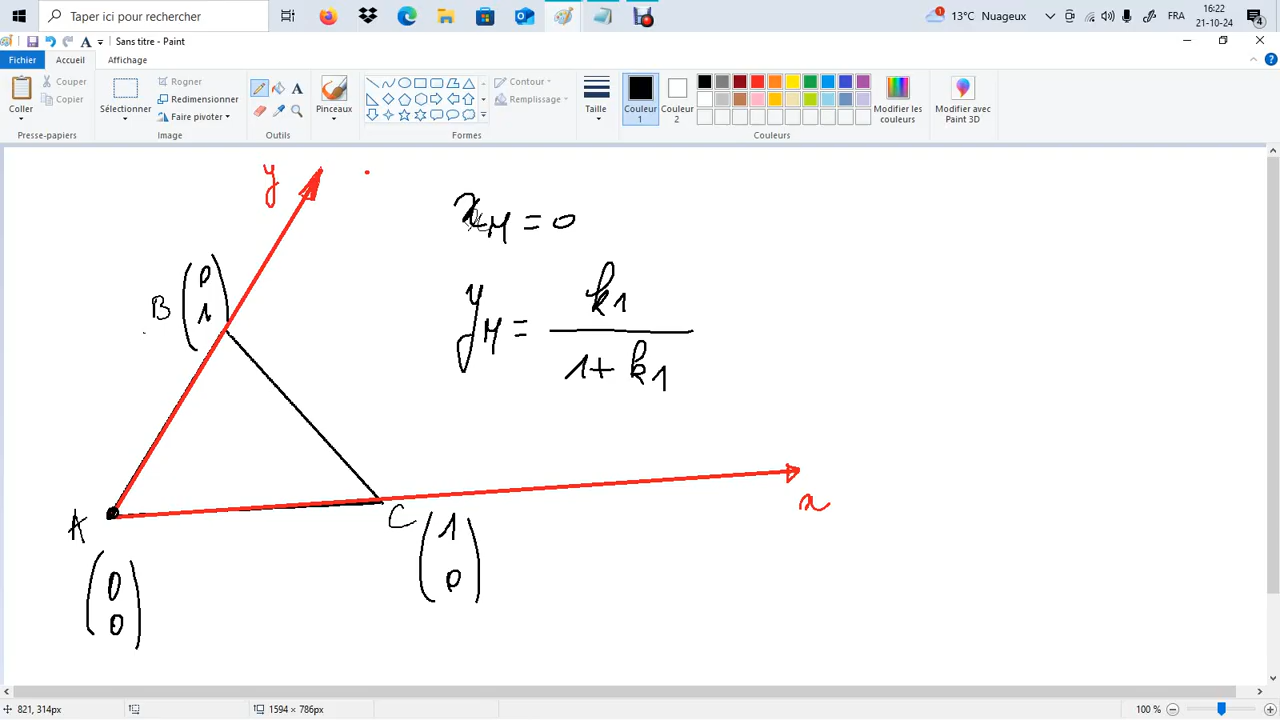 Taper ici pour rechercher
13°C Nuageux
FRA
16:22
21-10-24
4
Sans titre - Paint
Fichier Accueil Affichage
Coller
Couper
Copier
Presse-papiers
Sélectionner
Rogner
Redimensionner
Faire pivoter
Image
A
Outils
Pinceaux
Contour
Remplissage
Formes
Taille
Couleur 1
Couleur 2
Modifier les couleurs
Modifier avec Paint 3D
Couleurs
y
x_M = 0
B (0 1)
y_M = k1 / 1 + k1
x
A
C (1 0)
(0 0)
821, 314px
1594 × 786px
100 %